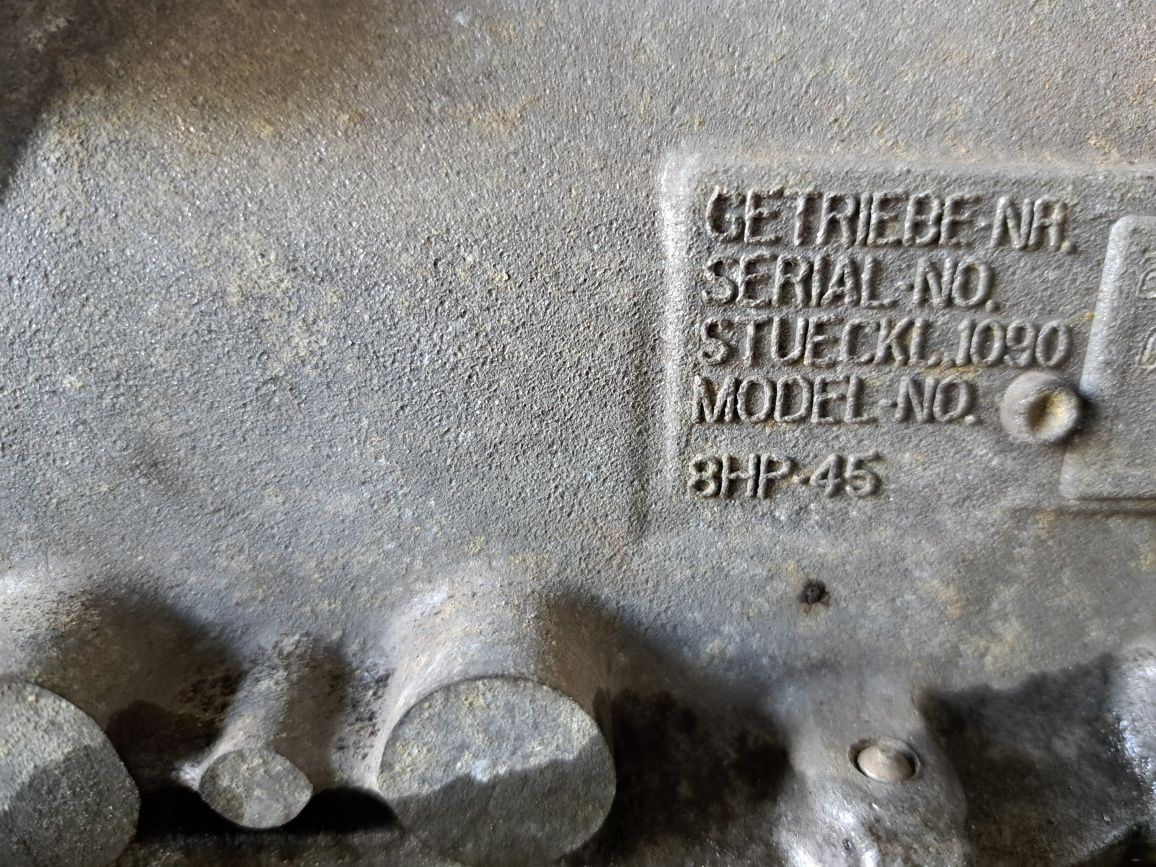 GETRIEBE-NR.
SERIAL-NO.
STUECKL.1090
MODEL-NO.
8HP-45